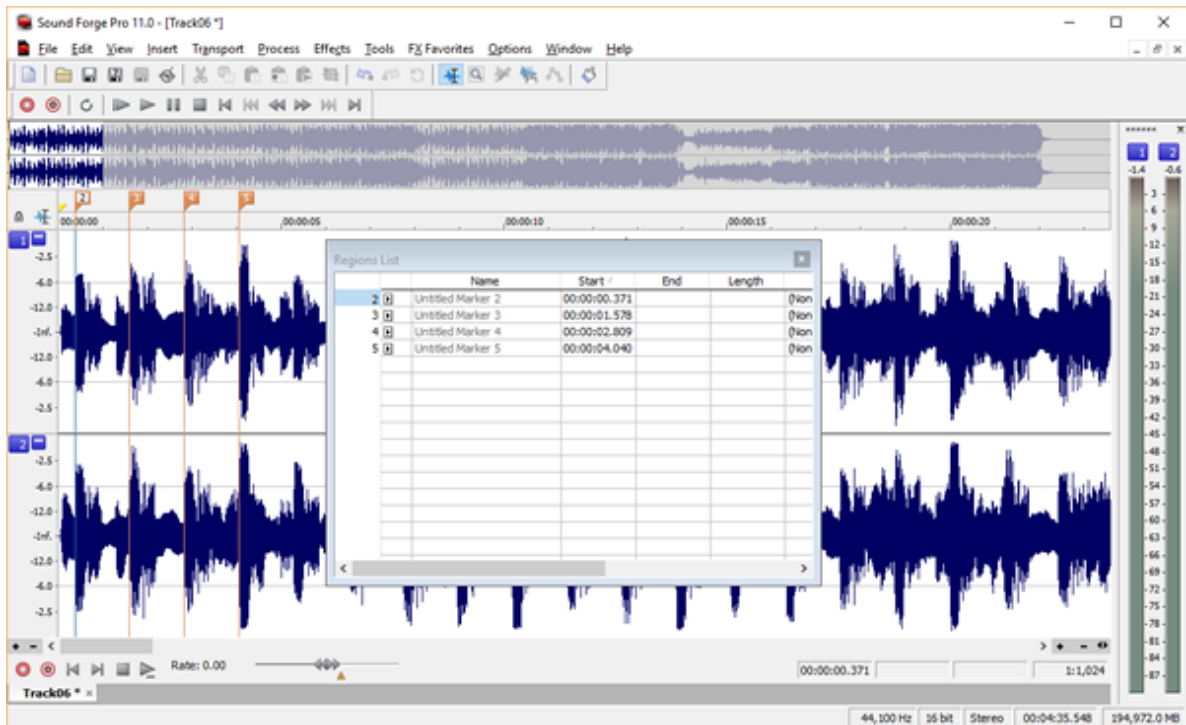 Sound Forge Pro 11.0 - [Track06 *]
File Edit View Insert Transport Process Effects Tools FX Favorites Options Window Help
1 2
-1.4 -0.6
2 3 4 5
00:00:00 00:00:05 00:00:10 00:00:15 00:00:20
1
-2.5
-6.0
-12.0
-Inf.
-12.0
-6.0
-2.5
2
-2.5
-6.0
-12.0
-Inf.
-12.0
-6.0
-2.5
Regions List
Name Start End Length
2 Untitled Marker 2 00:00:00.371 (Non
3 Untitled Marker 3 00:00:01.578 (Non
4 Untitled Marker 4 00:00:02.809 (Non
5 Untitled Marker 5 00:00:04.040 (Non
- 3 -
- 6 -
- 9 -
-12-
-15-
-18-
-21-
-24-
-27-
-30-
-33-
-36-
-39-
-42-
-45-
-48-
-51-
-54-
-57-
-60-
-63-
-66-
-69-
-72-
-75-
-78-
-81-
-84-
-87-
Rate: 0.00
00:00:00.371 1:1,024
Track06 * x
44,100 Hz 16 bit Stereo 00:04:35.548 194,972.0 MB